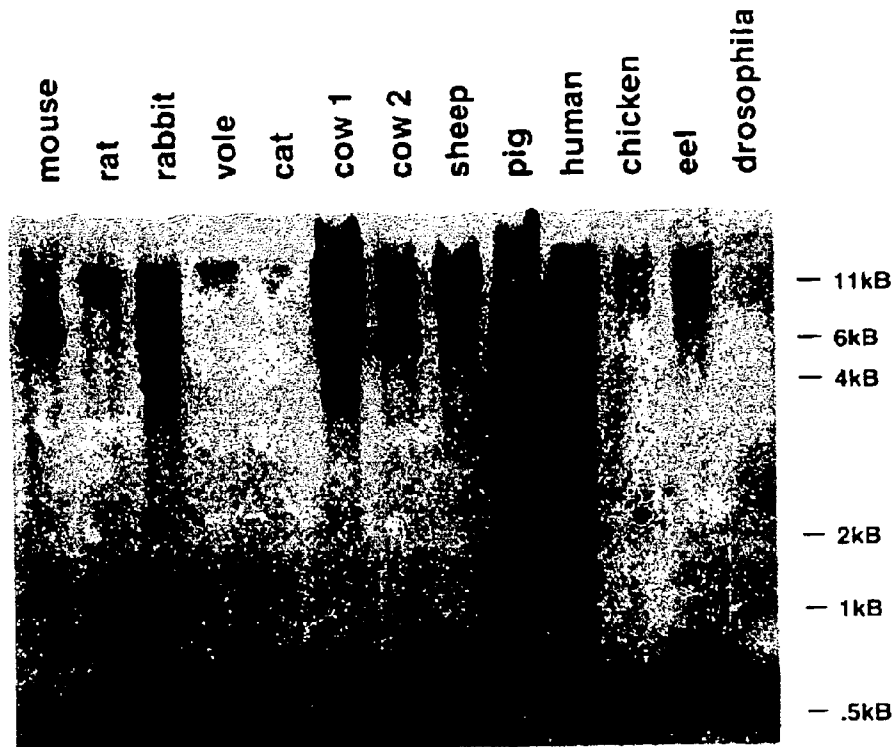 mouse
rat
rabbit
vole
cat
cow 1
cow 2
sheep
pig
human
chicken
eel
drosophila
11kB
6kB
4kB
2kB
1kB
.5kB